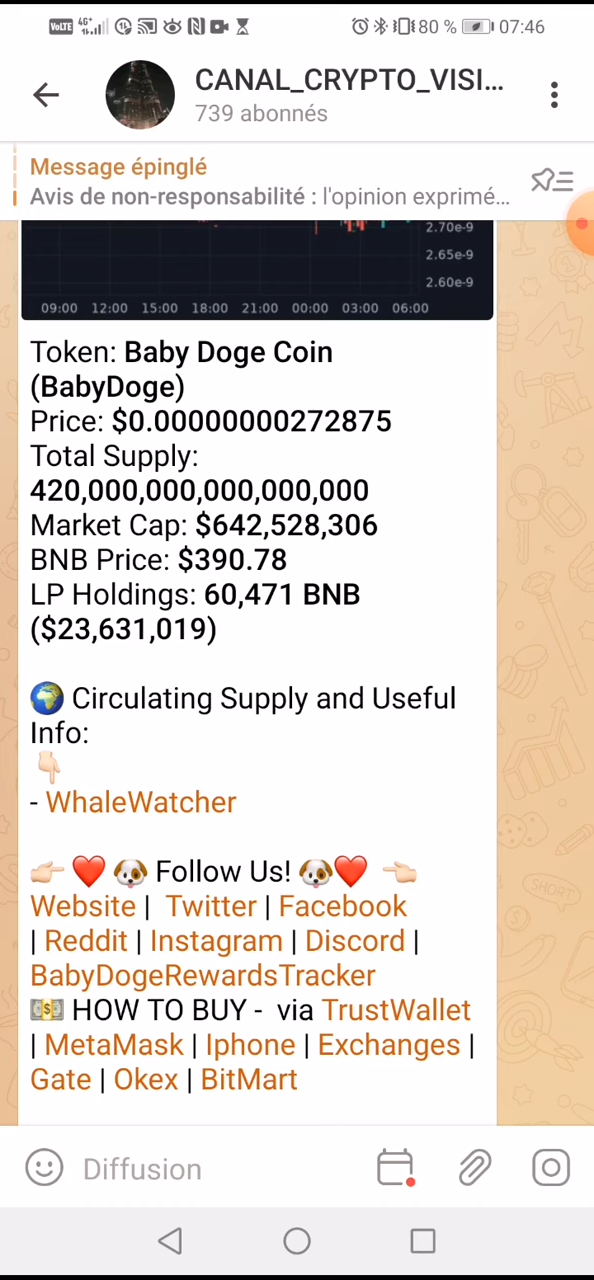 VoLTE 4G+ 80 % 07:46
CANAL_CRYPTO_VISI...
739 abonnés
Message épinglé
Avis de non-responsabilité : l'opinion exprimé...
2.70e-9
2.65e-9
2.60e-9
09:00 12:00 15:00 18:00 21:00 00:00 03:00 06:00
Token: Baby Doge Coin
(BabyDoge)
Price: $0.00000000272875
Total Supply:
420,000,000,000,000,000
Market Cap: $642,528,306
BNB Price: $390.78
LP Holdings: 60,471 BNB
($23,631,019)
🌍 Circulating Supply and Useful
Info:
👇🏻
- WhaleWatcher
👉🏻 ❤️ 🐶 Follow Us! 🐶❤️ 👈🏻
Website | Twitter | Facebook
| Reddit | Instagram | Discord |
BabyDogeRewardsTracker
💵 HOW TO BUY - via TrustWallet
| MetaMask | Iphone | Exchanges |
Gate | Okex | BitMart
Diffusion